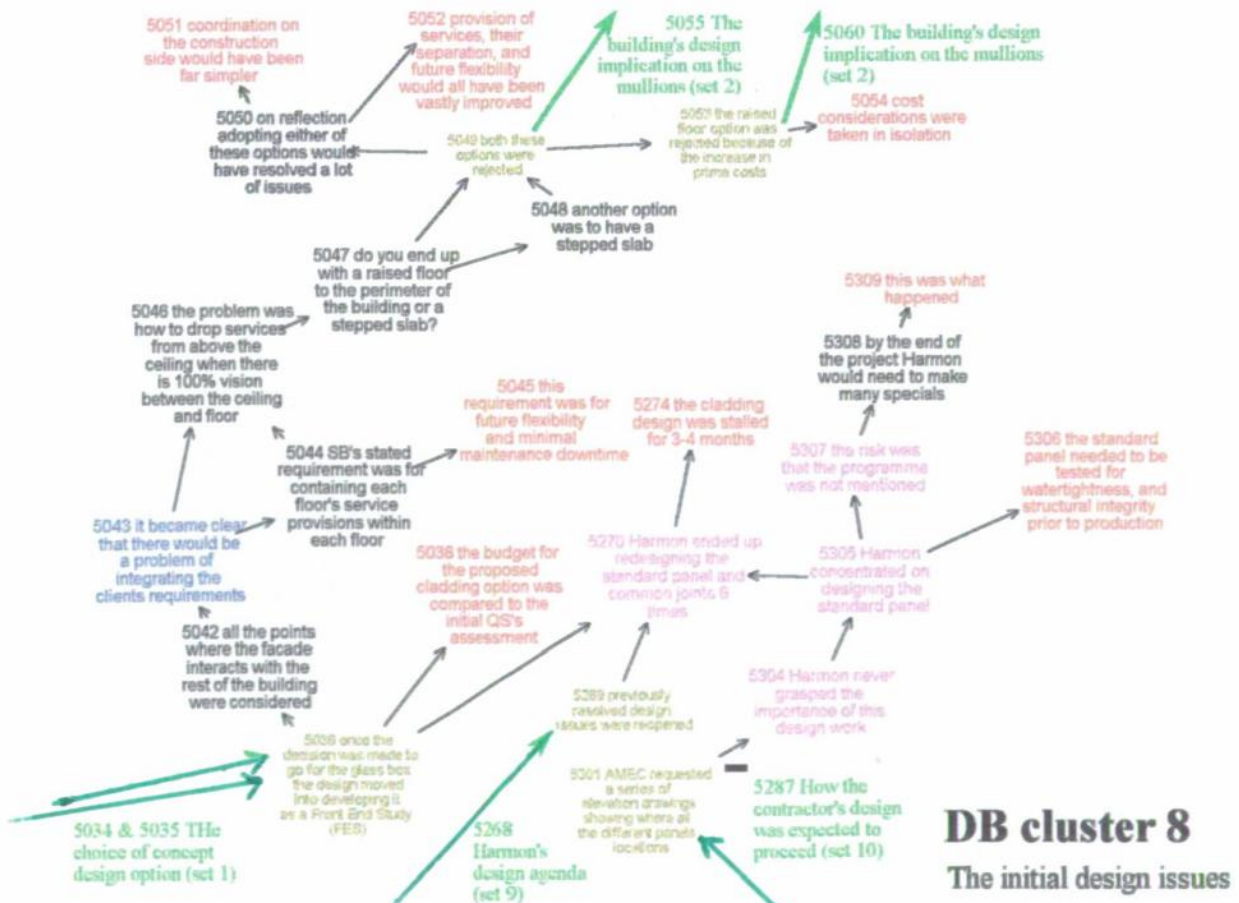 5051 coordination on
the construction
side would have been
far simpler
5052 provision of
services, their
separation, and
future flexibility
would all have been
vastly improved
5055 The
building's design
implication on the
mullions (set 2)
5060 The building's design
implication on the mullions
(set 2)
5050 on reflection
adopting either of
these options would
have resolved a lot
of issues
5049 both these
options were
rejected
5053 the raised
floor option was
rejected because of
the increase in
prime costs
5054 cost
considerations were
taken in isolation
5048 another option
was to have a
stepped slab
5047 do you end up
with a raised floor
to the perimeter of
the building or a
stepped slab?
5046 the problem was
how to drop services
from above the
ceiling when there
is 100% vision
between the ceiling
and floor
5309 this was what
happened
5308 by the end of
the project Harmon
would need to make
many specials
5045 this
requirement was for
future flexibility
and minimal
maintenance downtime
5274 the cladding
design was stalled
for 3-4 months
5044 SB's stated
requirement was for
containing each
floor's service
provisions within
each floor
5307 the risk was
that the programme
was not mentioned
5306 the standard
panel needed to be
tested for
watertightness, and
structural integrity
prior to production
5043 it became clear
that there would be
a problem of
integrating the
clients requirements
5038 the budget for
the proposed
cladding option was
compared to the
initial QS's
assessment
5270 Harmon ended up
redesigning the
standard panel and
common joints
times
5305 Harmon
concentrated on
designing the
standard panel
5042 all the points
where the facade
interacts with the
rest of the building
were considered
5304 Harmon never
grasped the
importance of this
design work
previously
resolved design
issues were reopened
5036 once the
decision was made to
go for the glass box
the design moved
into developing it
as a Front End Study
(FES)
5301 AMEC requested
a series of
elevation drawings
showing where all
the different panels
locations
5287 How the
contractor's design
was expected to
proceed (set 10)
5034 & 5035 THe
choice of concept
design option (set 1)
5268
Harmon's
design agenda
(set 9)
DB cluster 8
The initial design issues